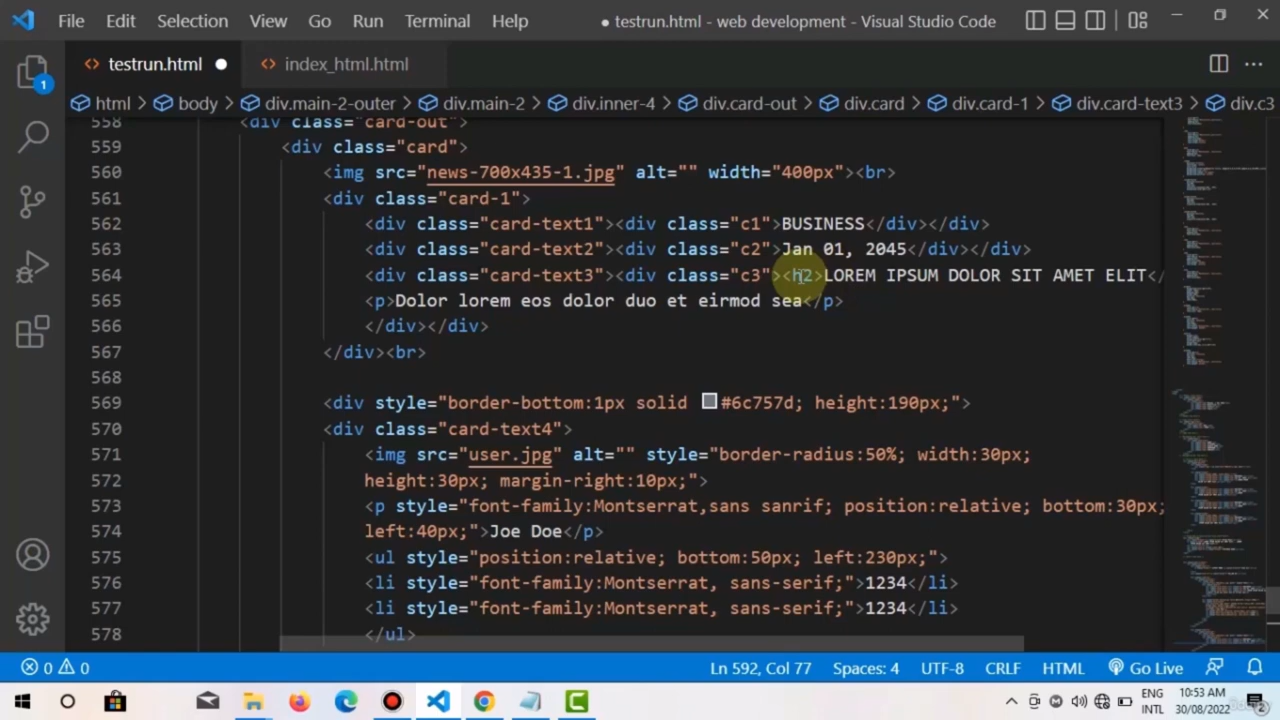 File Edit Selection View Go Run Terminal Help ● testrun.html - web development - Visual Studio Code
testrun.html index_html.html
html > body > div.main-2-outer > div.main-2 > div.inner-4 > div.card-out > div.card > div.card-1 > div.card-text3 > div.c3
558 <div class="card-out">
559 <div class="card">
560 <img src="news-700x435-1.jpg" alt="" width="400px"><br>
561 <div class="card-1">
562 <div class="card-text1"><div class="c1">BUSINESS</div></div>
563 <div class="card-text2"><div class="c2">Jan 01, 2045</div></div>
564 <div class="card-text3"><div class="c3"><h2>LOREM IPSUM DOLOR SIT AMET ELIT</
565 <p>Dolor lorem eos dolor duo et eirmod sea</p>
566 </div></div>
567 </div><br>
568
569 <div style="border-bottom:1px solid #6c757d; height:190px;">
570 <div class="card-text4">
571 <img src="user.jpg" alt="" style="border-radius:50%; width:30px;
572 height:30px; margin-right:10px;">
573 <p style="font-family:Montserrat,sans sanrif; position:relative; bottom:30px;
574 left:40px;">Joe Doe</p>
575 <ul style="position:relative; bottom:50px; left:230px;">
576 <li style="font-family:Montserrat, sans-serif;">1234</li>
577 <li style="font-family:Montserrat, sans-serif;">1234</li>
578 </ul>
0 0 Ln 592, Col 77 Spaces: 4 UTF-8 CRLF HTML Go Live
ENG 10:53 AM
INTL 30/08/2022